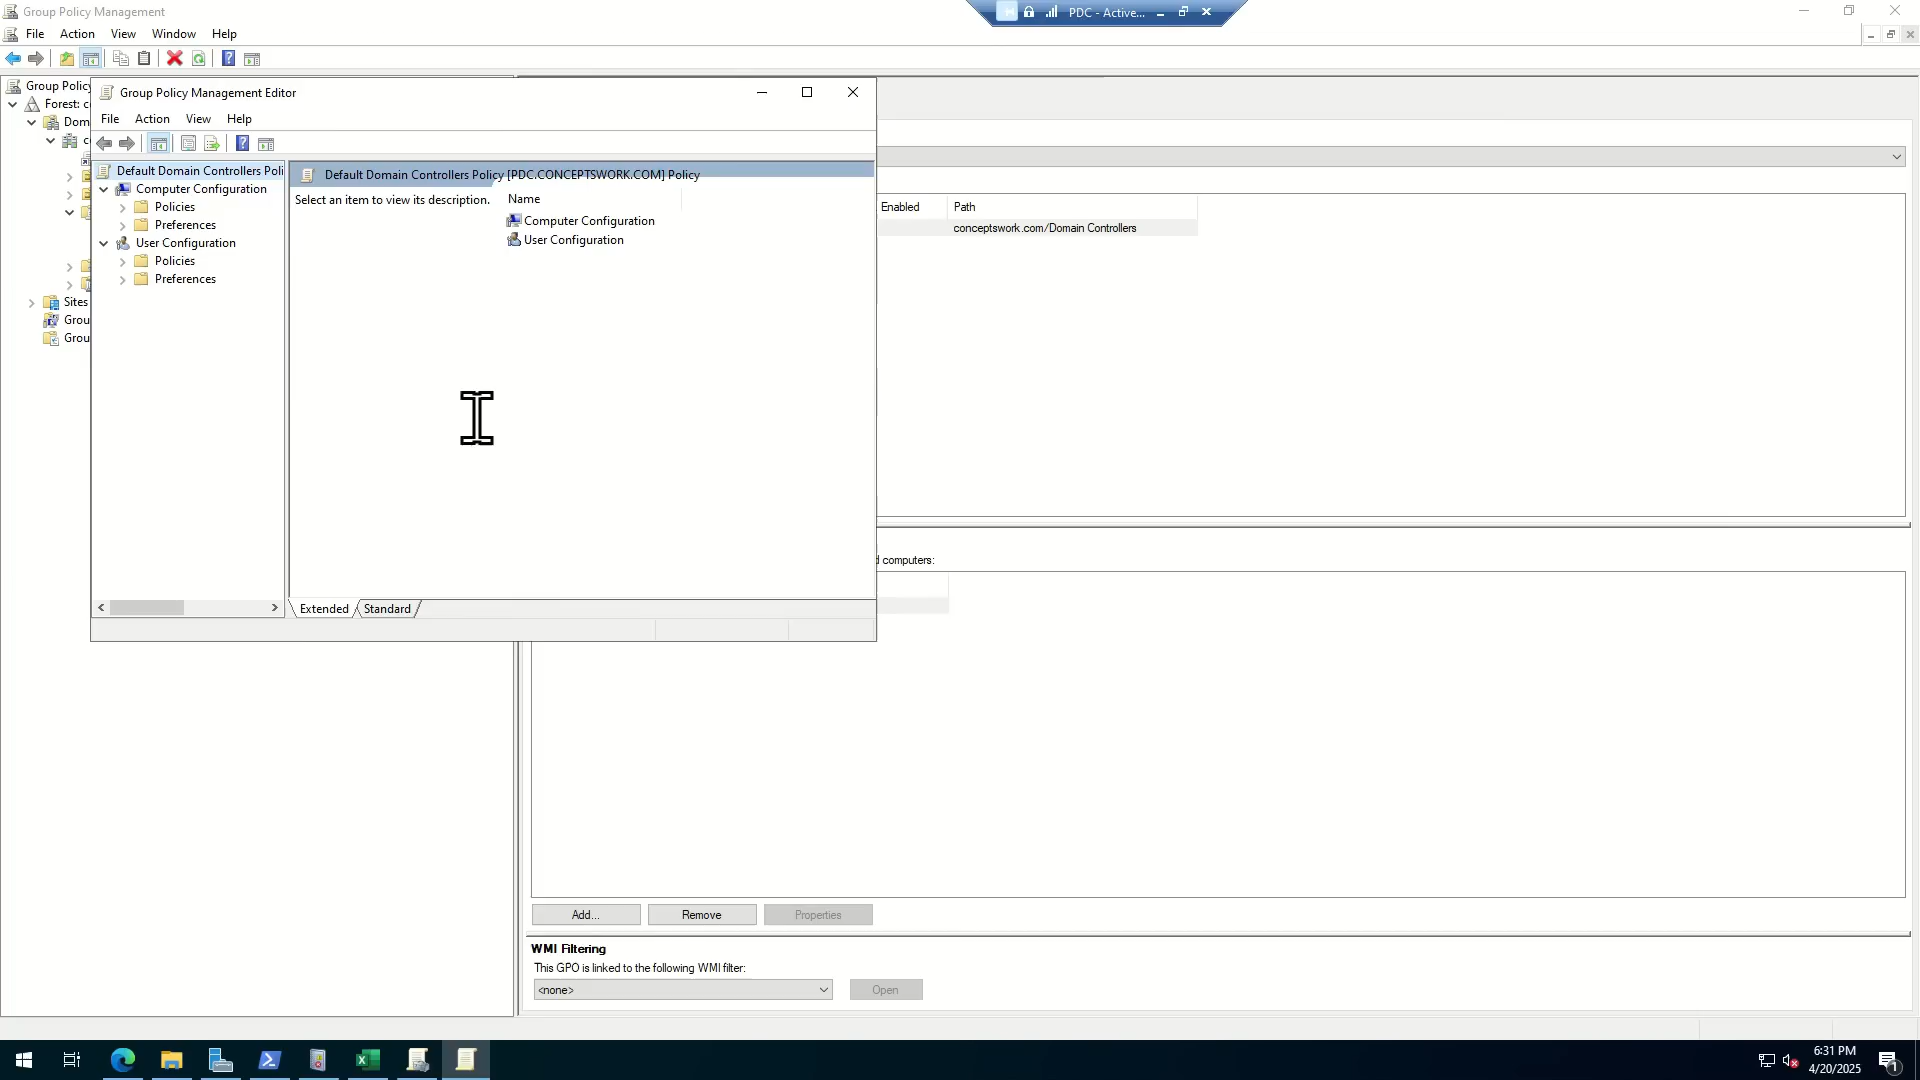 Group Policy Management
PDC - Active...
File Action View Window Help
Group Policy
Forest: c
Dom
c
Sites
Grou
Grou
Group Policy Management Editor
File Action View Help
Default Domain Controllers Poli
Computer Configuration
Policies
Preferences
User Configuration
Policies
Preferences
Default Domain Controllers Policy [PDC.CONCEPTSWORK.COM] Policy
Select an item to view its description.
Name
Computer Configuration
User Configuration
Extended
Standard
Enabled
Path
conceptswork.com/Domain Controllers
computers:
Add...
Remove
Properties
WMI Filtering
This GPO is linked to the following WMI filter:
<none>
Open
6:31 PM
4/20/2025
1